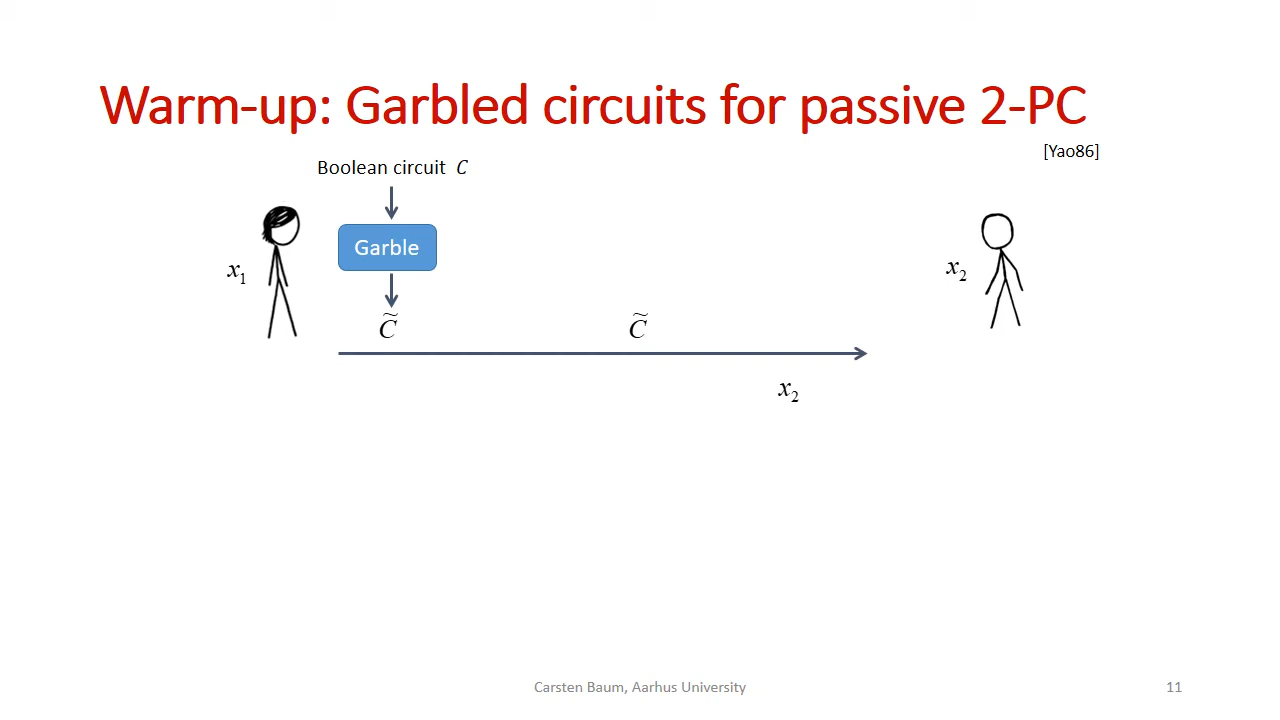 Warm-up: Garbled circuits for passive 2-PC
[Yao86]
Boolean circuit C
Garble
x₁
x₂
C̃
C̃
x₂
Carsten Baum, Aarhus University
11